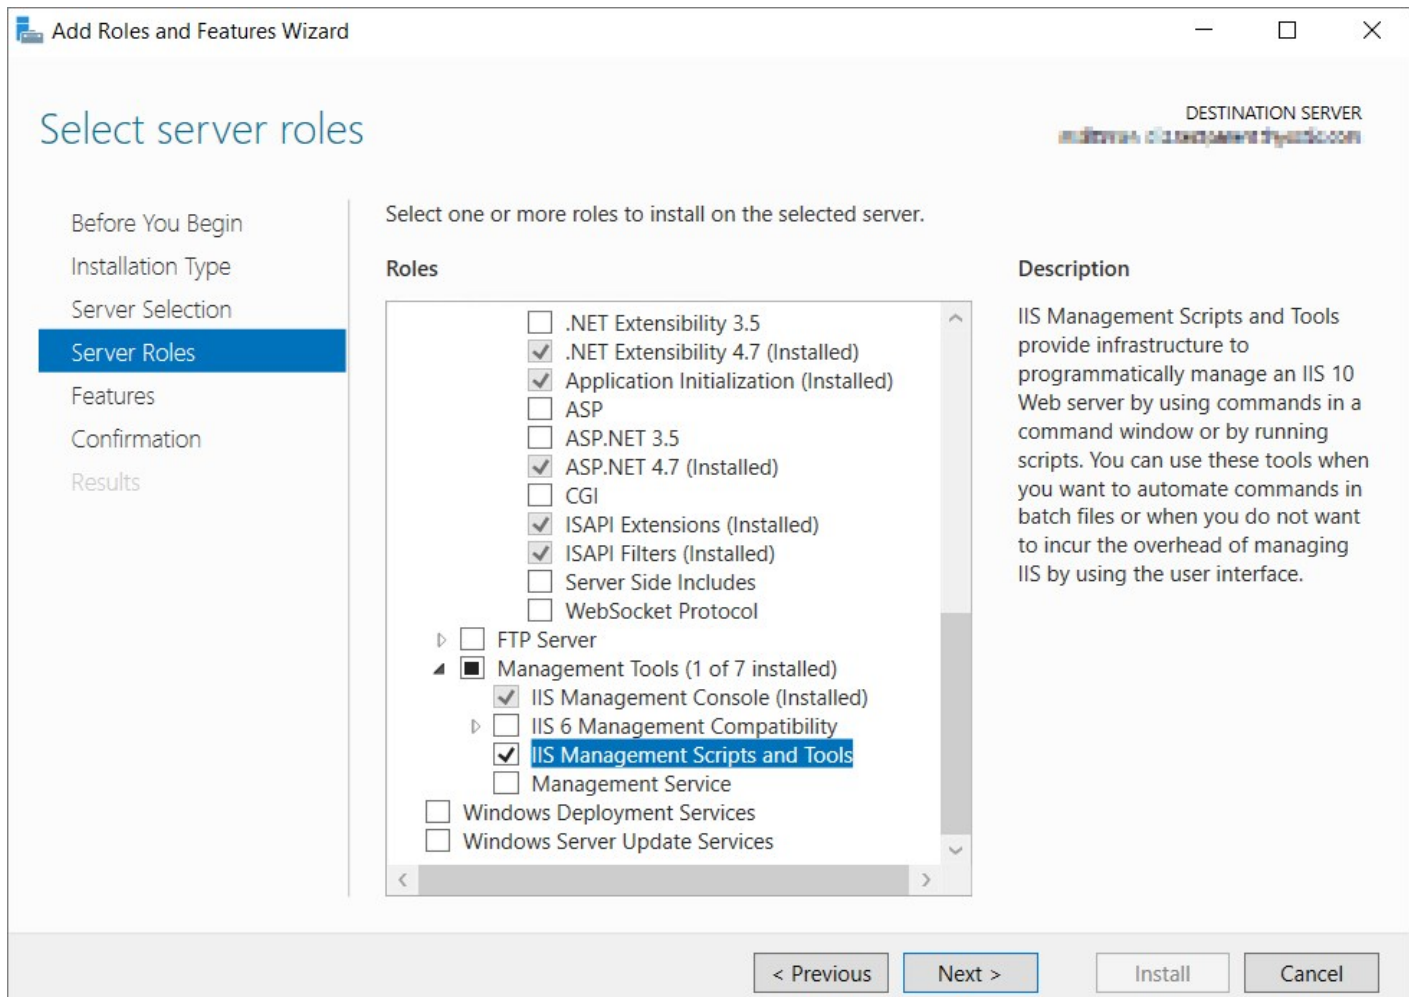 Add Roles and Features Wizard
Select server roles
DESTINATION SERVER
Before You Begin
Installation Type
Server Selection
Server Roles
Features
Confirmation
Results
Select one or more roles to install on the selected server.
Roles
.NET Extensibility 3.5
.NET Extensibility 4.7 (Installed)
Application Initialization (Installed)
ASP
ASP.NET 3.5
ASP.NET 4.7 (Installed)
CGI
ISAPI Extensions (Installed)
ISAPI Filters (Installed)
Server Side Includes
WebSocket Protocol
FTP Server
Management Tools (1 of 7 installed)
IIS Management Console (Installed)
IIS 6 Management Compatibility
IIS Management Scripts and Tools
Management Service
Windows Deployment Services
Windows Server Update Services
Description
IIS Management Scripts and Tools
provide infrastructure to
programmatically manage an IIS 10
Web server by using commands in a
command window or by running
scripts. You can use these tools when
you want to automate commands in
batch files or when you do not want
to incur the overhead of managing
IIS by using the user interface.
< Previous
Next >
Install
Cancel